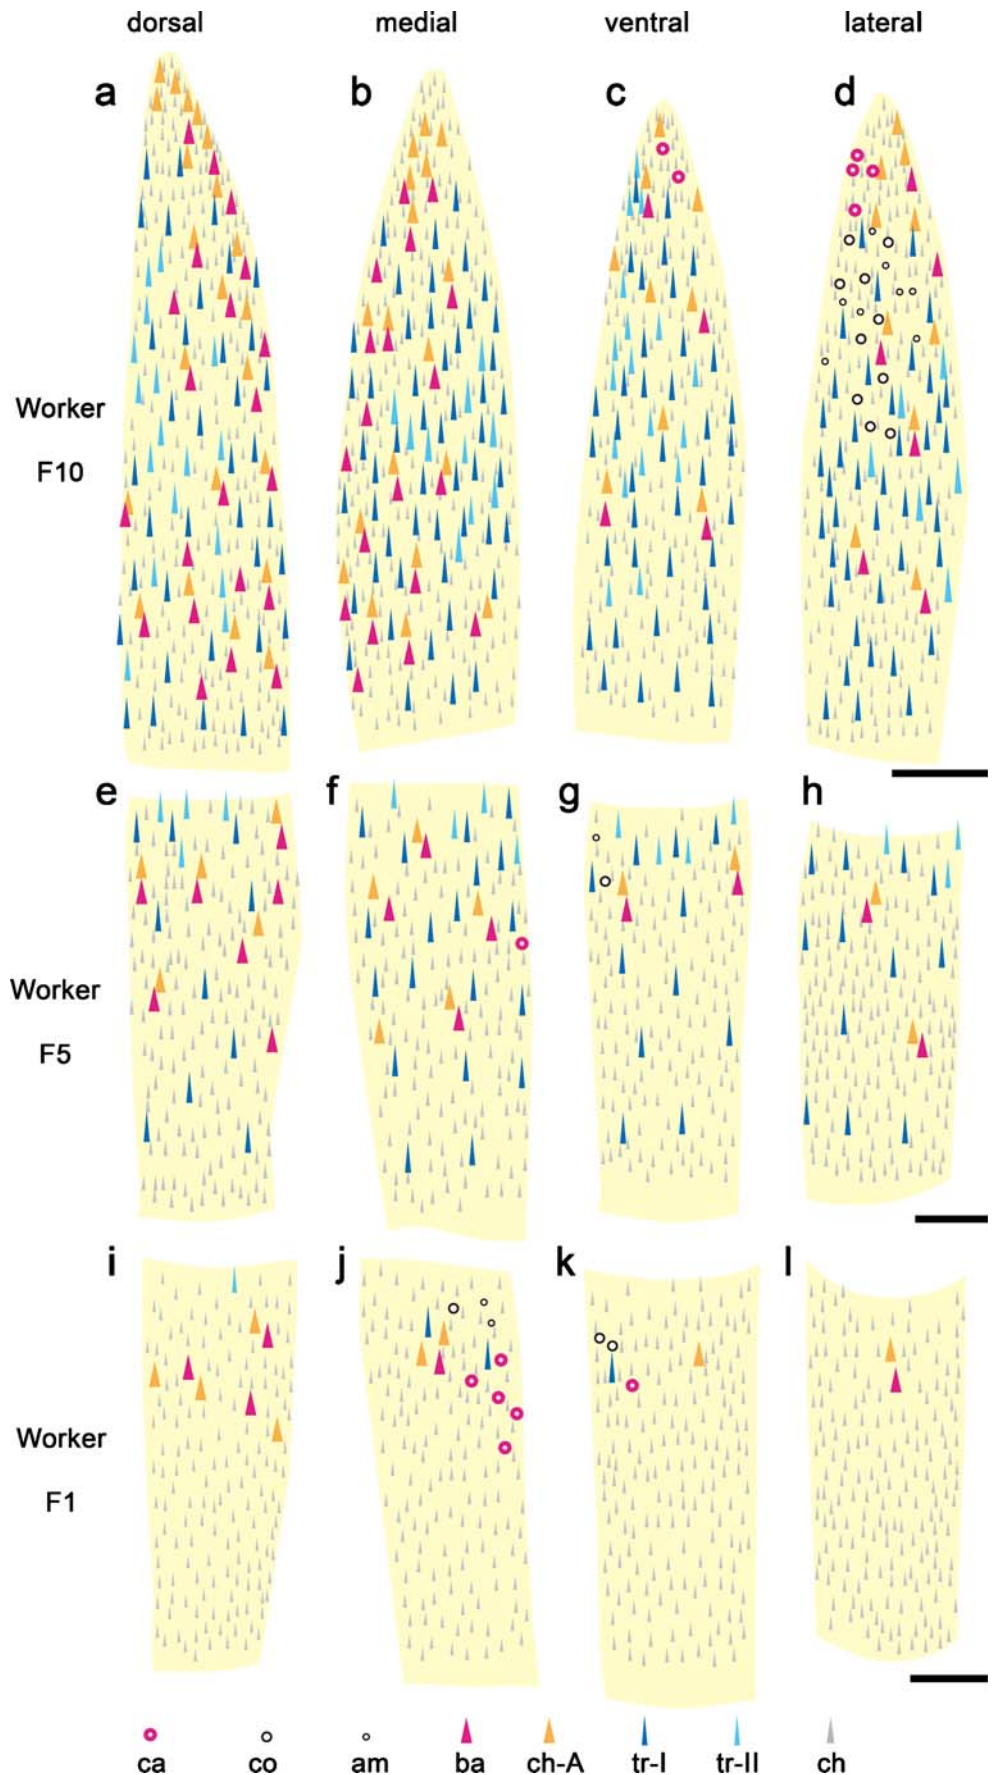 dorsal medial ventral lateral
a b c d
Worker
F10
e f g h
Worker
F5
i j k l
Worker
F1
ca co am ba ch-A tr-I tr-II ch